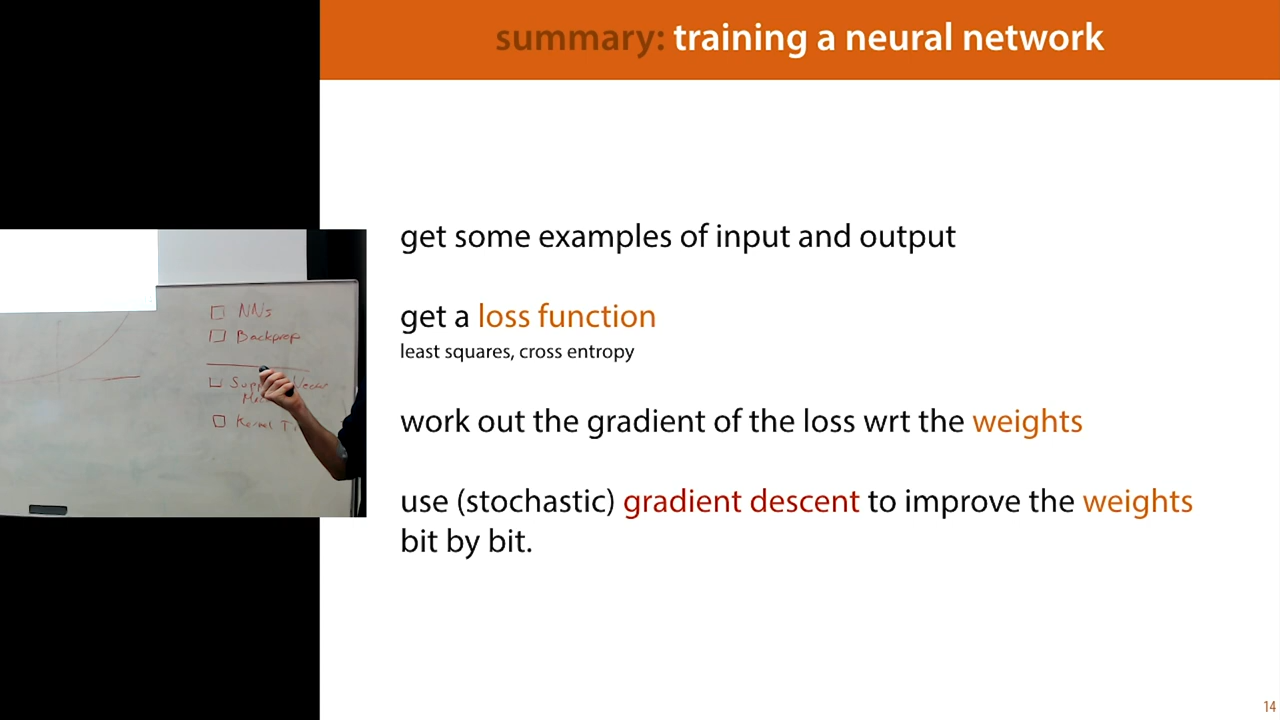 summary: training a neural network
get some examples of input and output
get a loss function
least squares, cross entropy
work out the gradient of the loss wrt the weights
use (stochastic) gradient descent to improve the weights
bit by bit.
14
NNs
Backprop
Kernel